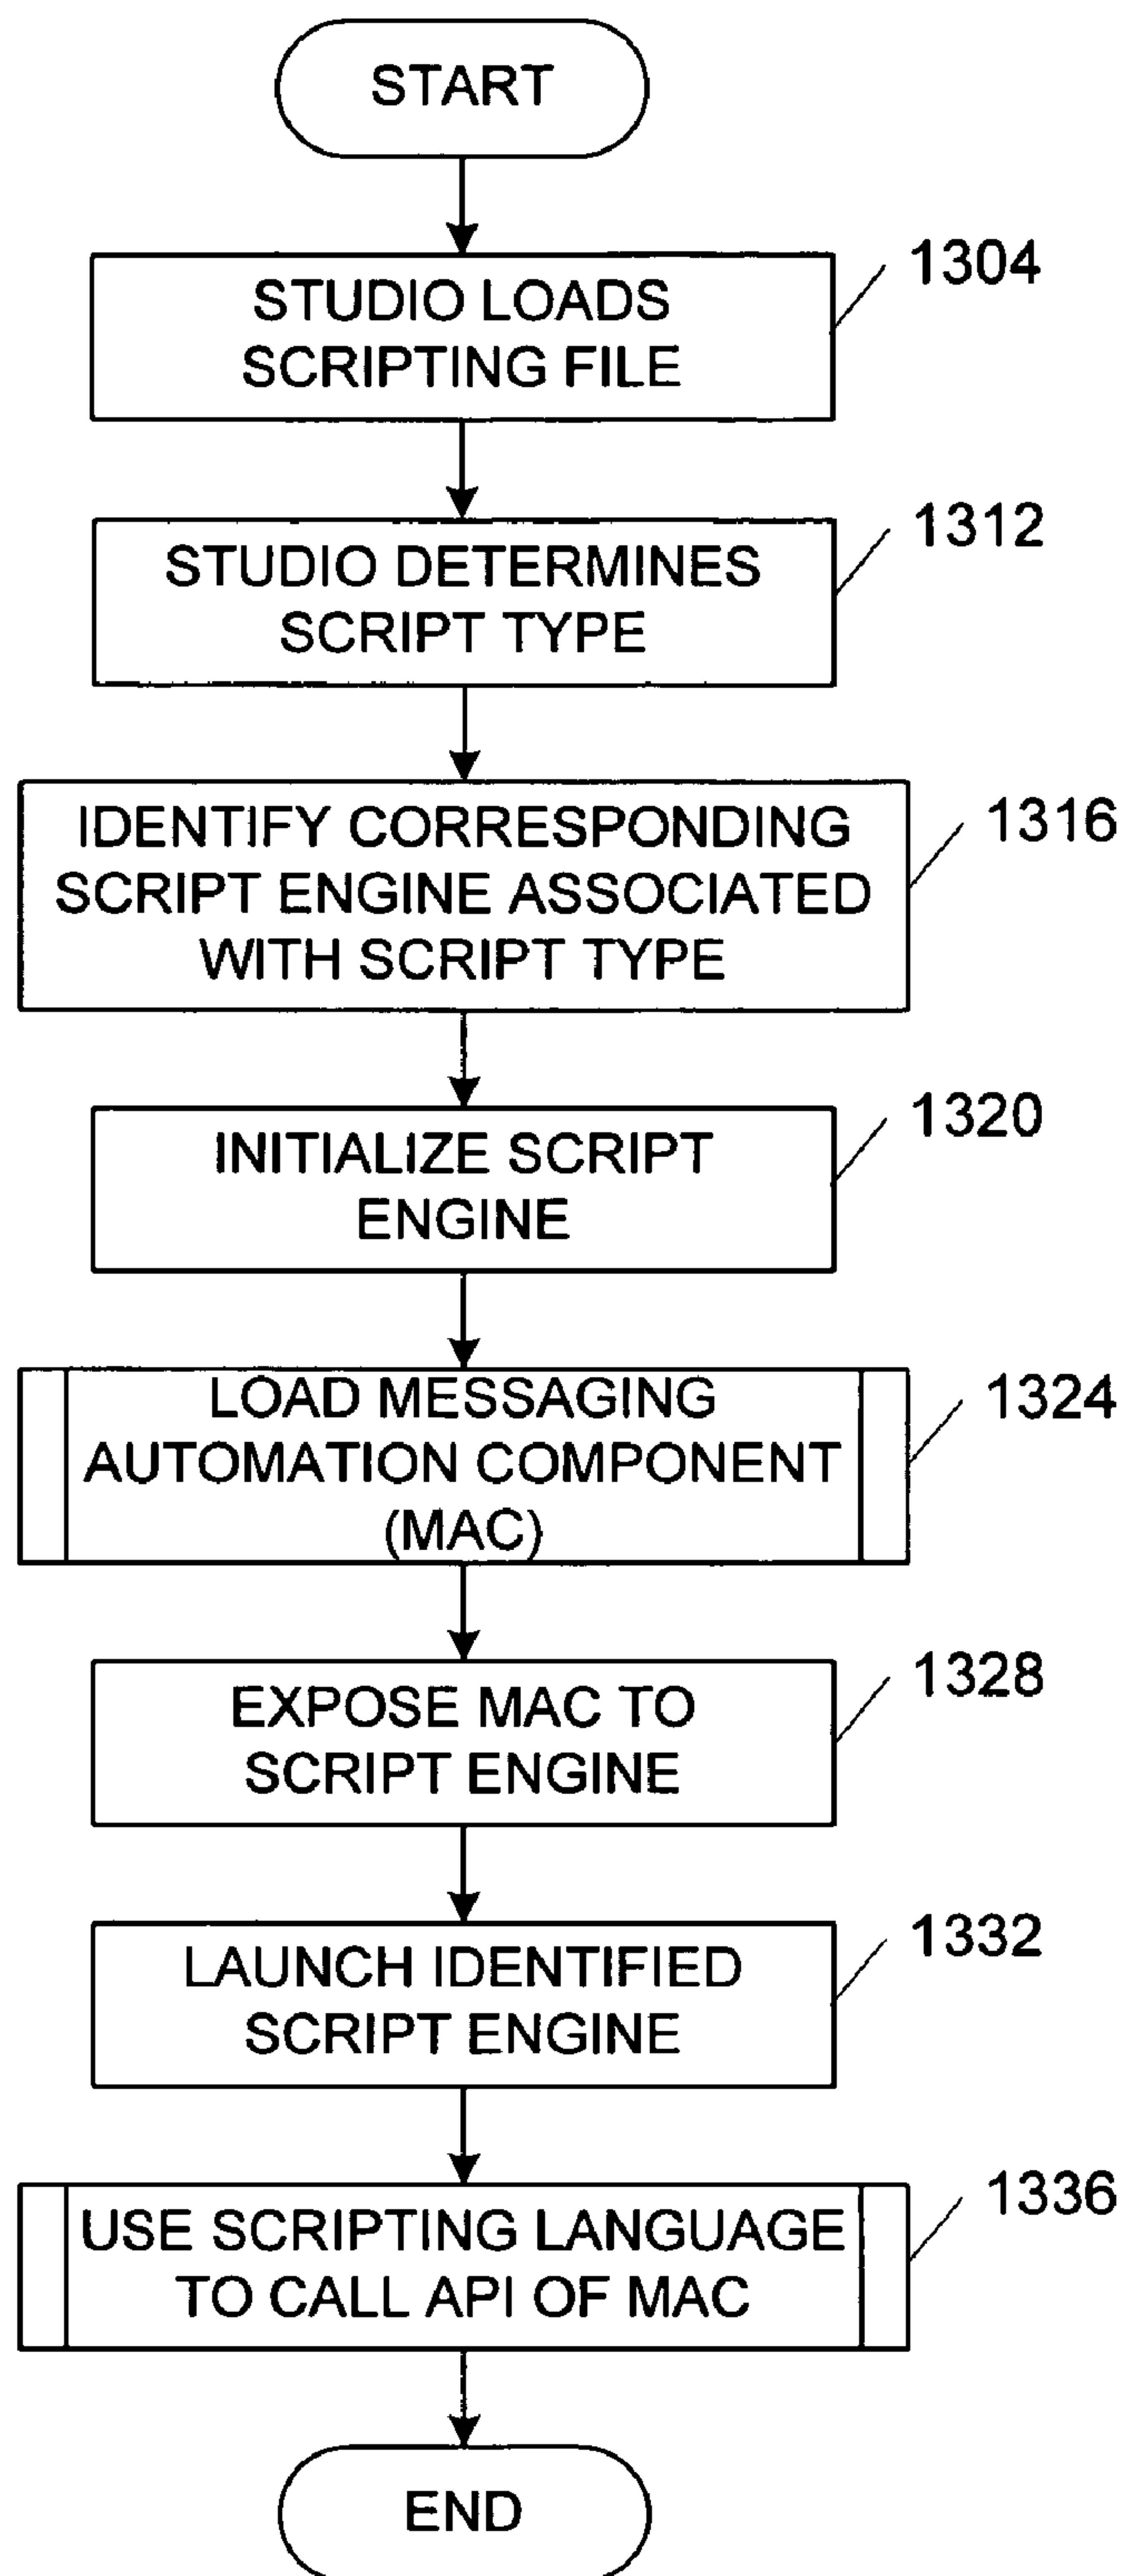 START
STUDIO LOADS
SCRIPTING FILE
1304
STUDIO DETERMINES
SCRIPT TYPE
1312
IDENTIFY CORRESPONDING
SCRIPT ENGINE ASSOCIATED
WITH SCRIPT TYPE
1316
INITIALIZE SCRIPT
ENGINE
1320
LOAD MESSAGING
AUTOMATION COMPONENT
(MAC)
1324
EXPOSE MAC TO
SCRIPT ENGINE
1328
LAUNCH IDENTIFIED
SCRIPT ENGINE
1332
USE SCRIPTING LANGUAGE
TO CALL API OF MAC
1336
END